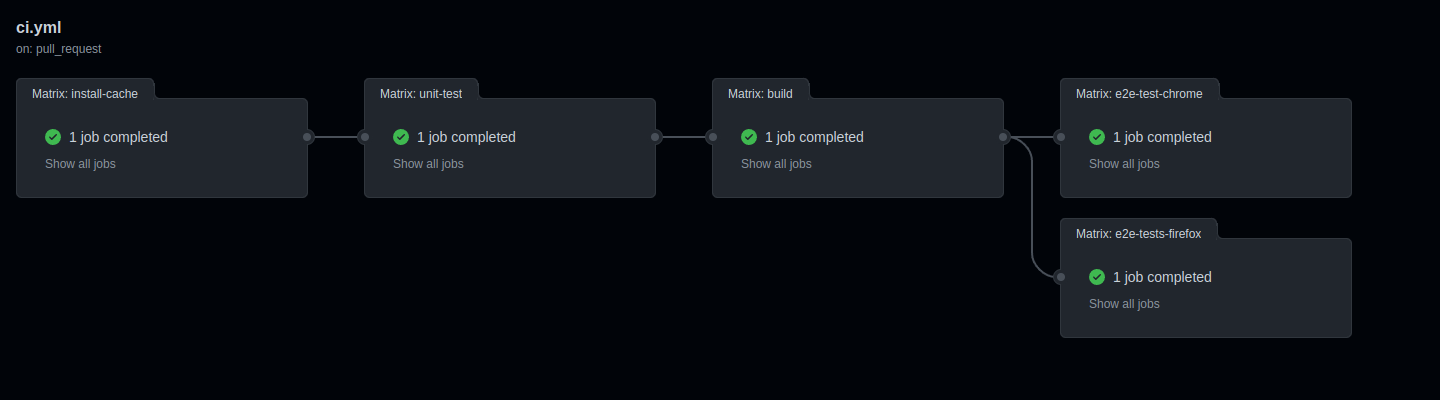 ci.yml
on: pull_request
Matrix: install-cache
1 job completed
Show all jobs
Matrix: unit-test
1 job completed
Show all jobs
Matrix: build
1 job completed
Show all jobs
Matrix: e2e-test-chrome
1 job completed
Show all jobs
Matrix: e2e-tests-firefox
1 job completed
Show all jobs